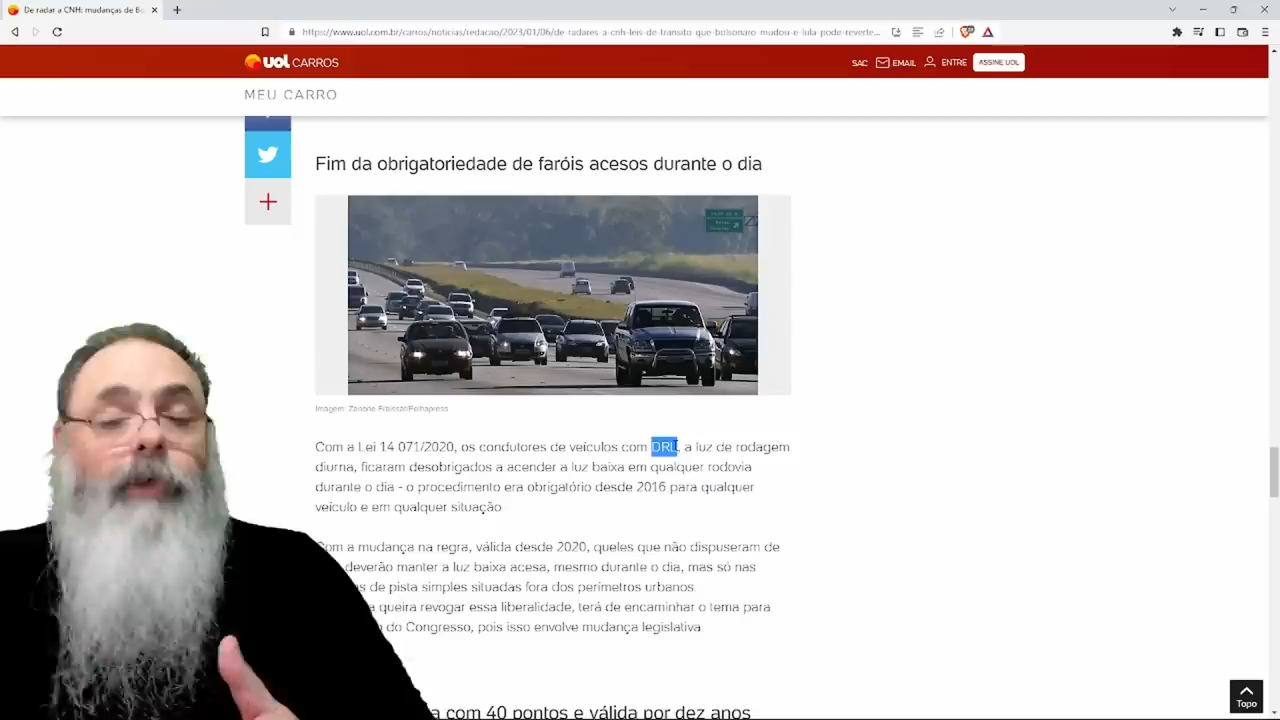 De radar a CNH: mudanças de Bo
https://www.uol.com.br/carros/noticias/redacao/2023/01/06/de-radares-a-cnh-leis-de-transito-que-bolsonaro-mudou-e-lula-pode-reverte...
UOL CARROS
SAC EMAIL ENTRE ASSINE UOL
MEU CARRO
Fim da obrigatoriedade de faróis acesos durante o dia
Imagem: Zanone Fraissat/Folhapress
Com a Lei 14 071/2020, os condutores de veículos com DRL, a luz de rodagem
diurna, ficaram desobrigados a acender a luz baixa em qualquer rodovia
durante o dia - o procedimento era obrigatório desde 2016 para qualquer
veículo e em qualquer situação
Com a mudança na regra, válida desde 2020, queles que não dispuseram de
deverão manter a luz baixa acesa, mesmo durante o dia, mas só nas
de pista simples situadas fora dos perímetros urbanos
queira revogar essa liberalidade, terá de encaminhar o tema para
do Congresso, pois isso envolve mudança legislativa.
com 40 pontos e válida por dez anos
Topo